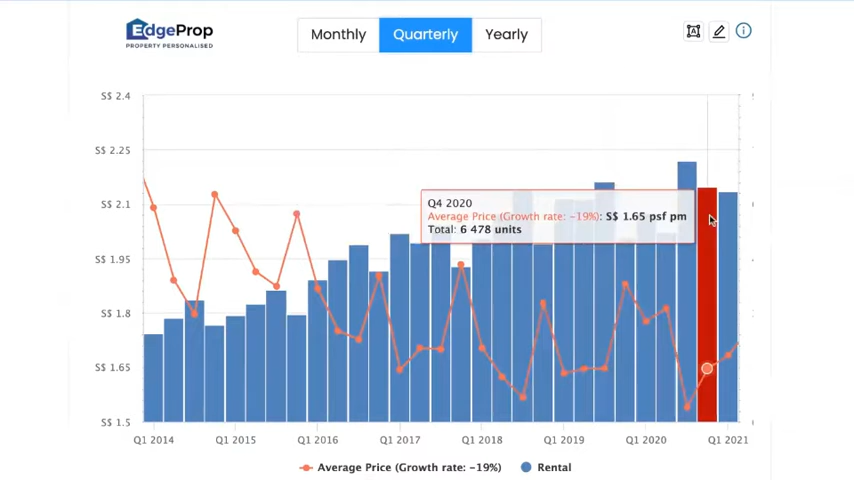 EdgeProp
PROPERTY PERSONALISED
Monthly
Quarterly
Yearly
A
i
S$ 2.4
S$ 2.25
S$ 2.1
S$ 1.95
S$ 1.8
S$ 1.65
S$ 1.5
Q4 2020
Average Price (Growth rate: -19%): S$ 1.65 psf pm
Total: 6 478 units
Q1 2014
Q1 2015
Q1 2016
Q1 2017
Q1 2018
Q1 2019
Q1 2020
Q1 2021
Average Price (Growth rate: -19%)
Rental